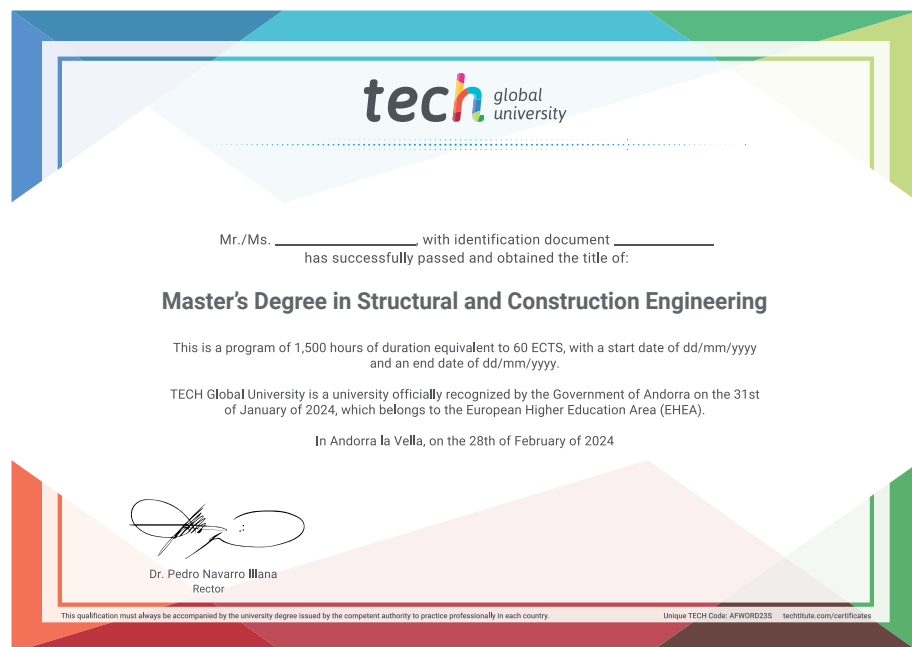 tech global
university
Mr./Ms. ____________, with identification document ____________
has successfully passed and obtained the title of:
Master's Degree in Structural and Construction Engineering
This is a program of 1,500 hours of duration equivalent to 60 ECTS, with a start date of dd/mm/yyyy
and an end date of dd/mm/yyyy.
TECH Global University is a university officially recognized by the Government of Andorra on the 31st
of January of 2024, which belongs to the European Higher Education Area (EHEA).
In Andorra la Vella, on the 28th of February of 2024
Dr. Pedro Navarro Illana
Rector
This qualification must always be accompanied by the university degree issued by the competent authority to practice professionally in each country.
Unique TECH Code: AFWORD23S techtitute.com/certificates